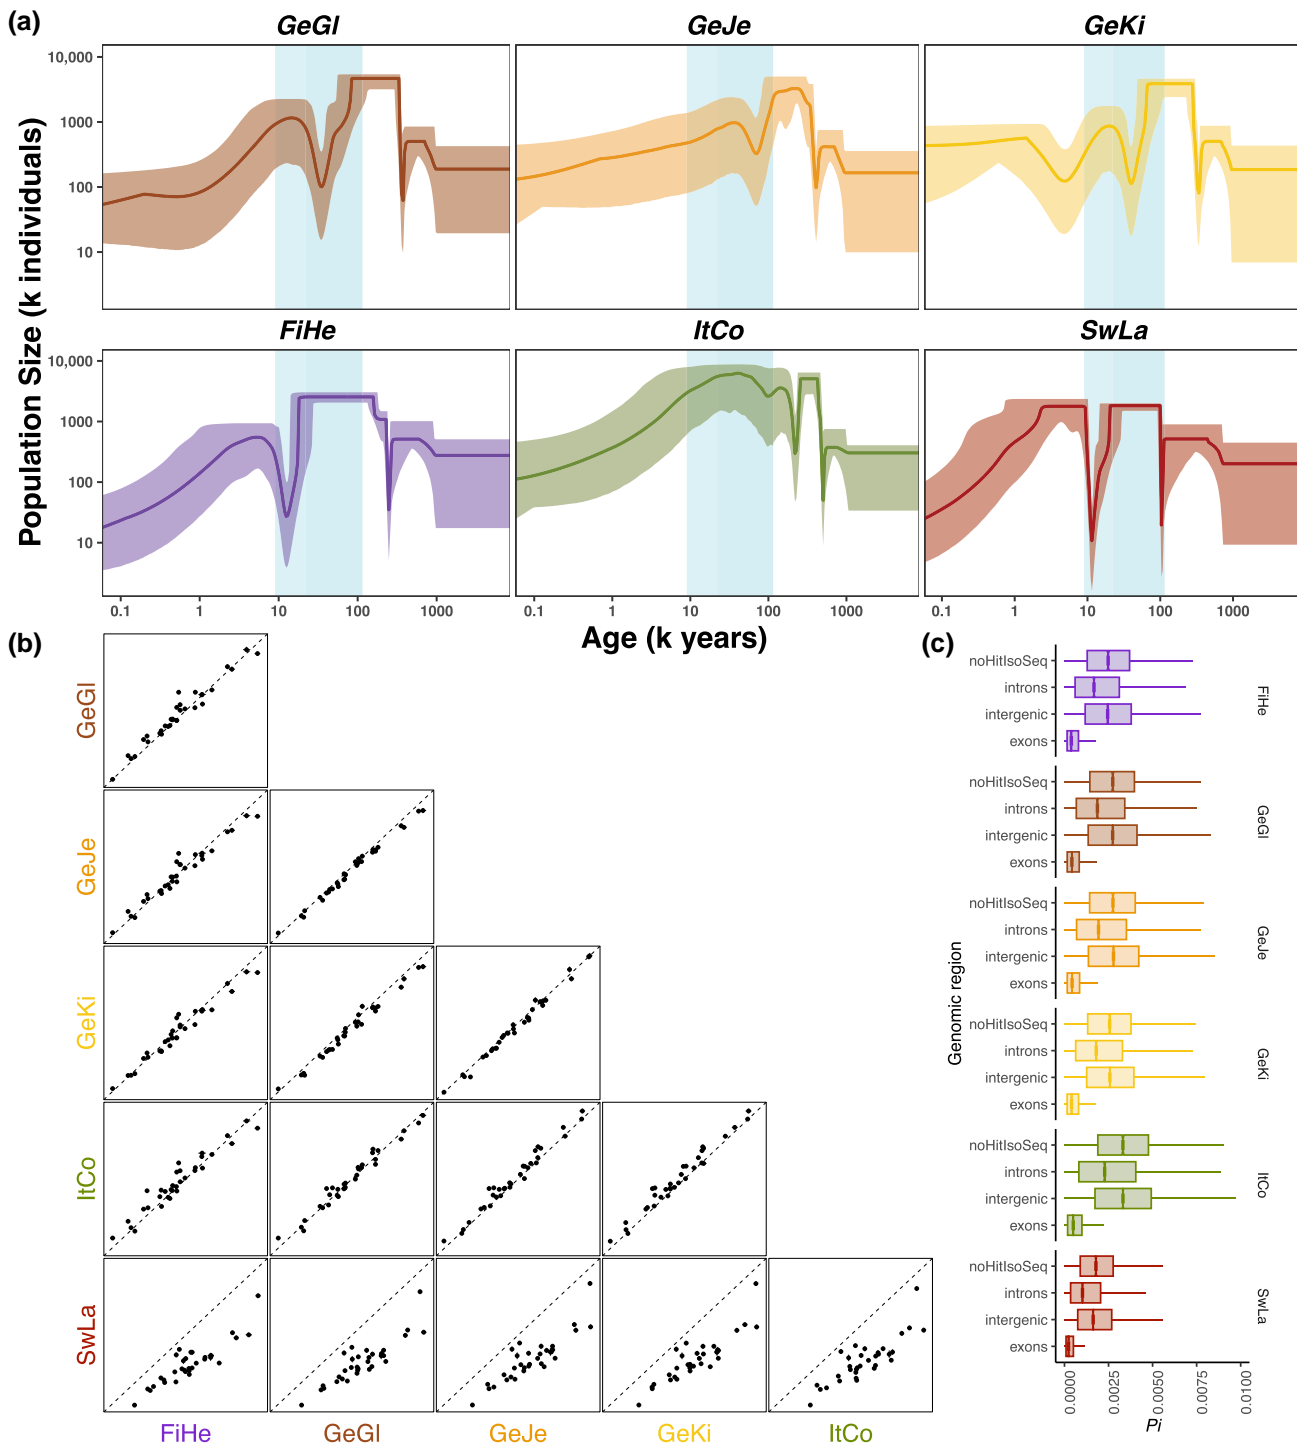 (a)
GeGl
GeJe
GeKi
10,000
1000
100
10
FiHe
ItCo
SwLa
10,000
1000
100
10
Population Size (k individuals)
0.1 1 10 100 1000
0.1 1 10 100 1000
0.1 1 10 100 1000
Age (k years)
(b)
GeGl
GeJe
GeKi
ItCo
SwLa
FiHe
GeGl
GeJe
GeKi
ItCo
(c)
Genomic region
noHitIsoSeq
introns
intergenic
exons
FiHe
noHitIsoSeq
introns
intergenic
exons
GeGl
noHitIsoSeq
introns
intergenic
exons
GeJe
noHitIsoSeq
introns
intergenic
exons
GeKi
noHitIsoSeq
introns
intergenic
exons
ItCo
noHitIsoSeq
introns
intergenic
exons
SwLa
0.0000
0.0025
0.0050
0.0075
0.0100
Pi